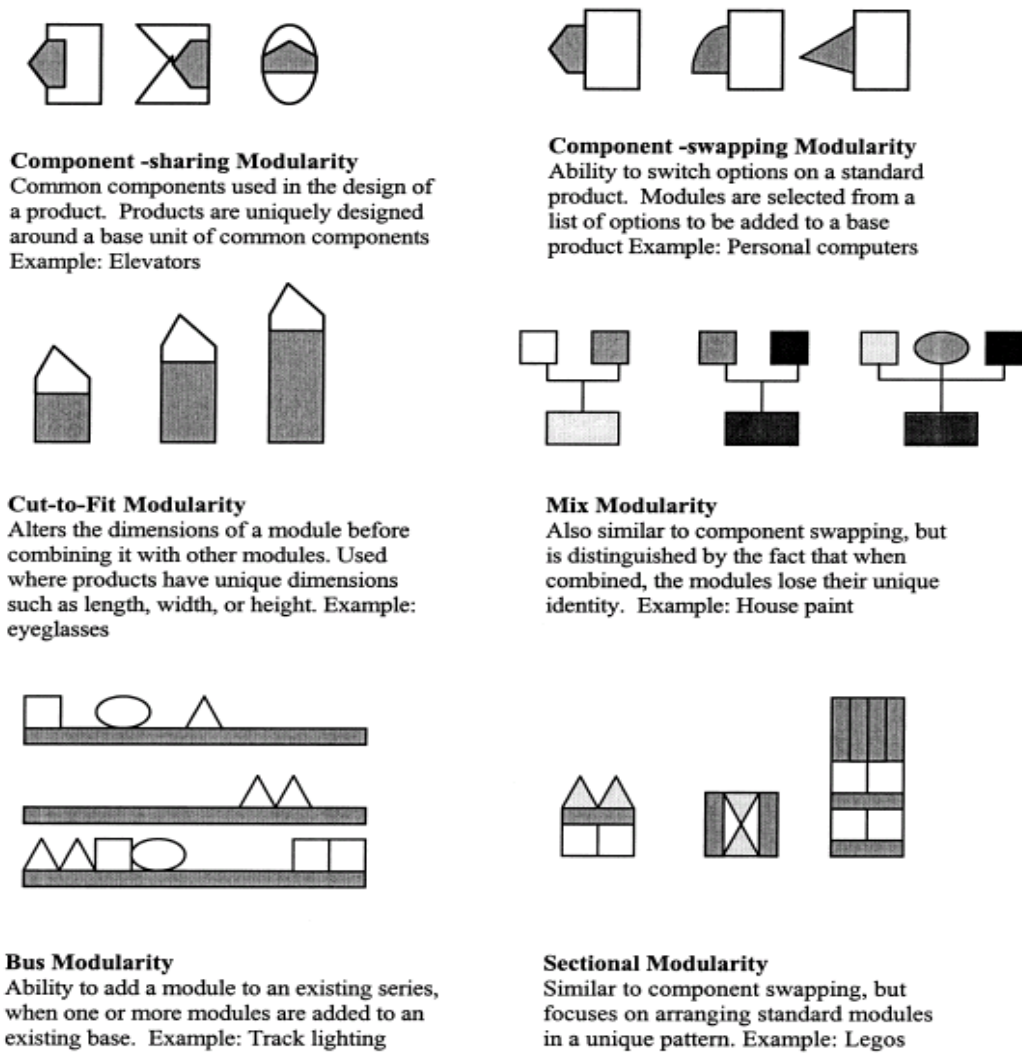 Component -sharing Modularity
Common components used in the design of
a product.  Products are uniquely designed
around a base unit of common components
Example: Elevators
Component -swapping Modularity
Ability to switch options on a standard
product.  Modules are selected from a
list of options to be added to a base
product Example: Personal computers
Cut-to-Fit Modularity
Alters the dimensions of a module before
combining it with other modules. Used
where products have unique dimensions
such as length, width, or height. Example:
eyeglasses
Mix Modularity
Also similar to component swapping, but
is distinguished by the fact that when
combined, the modules lose their unique
identity.  Example: House paint
Bus Modularity
Ability to add a module to an existing series,
when one or more modules are added to an
existing base.  Example: Track lighting
Sectional Modularity
Similar to component swapping, but
focuses on arranging standard modules
in a unique pattern. Example: Legos